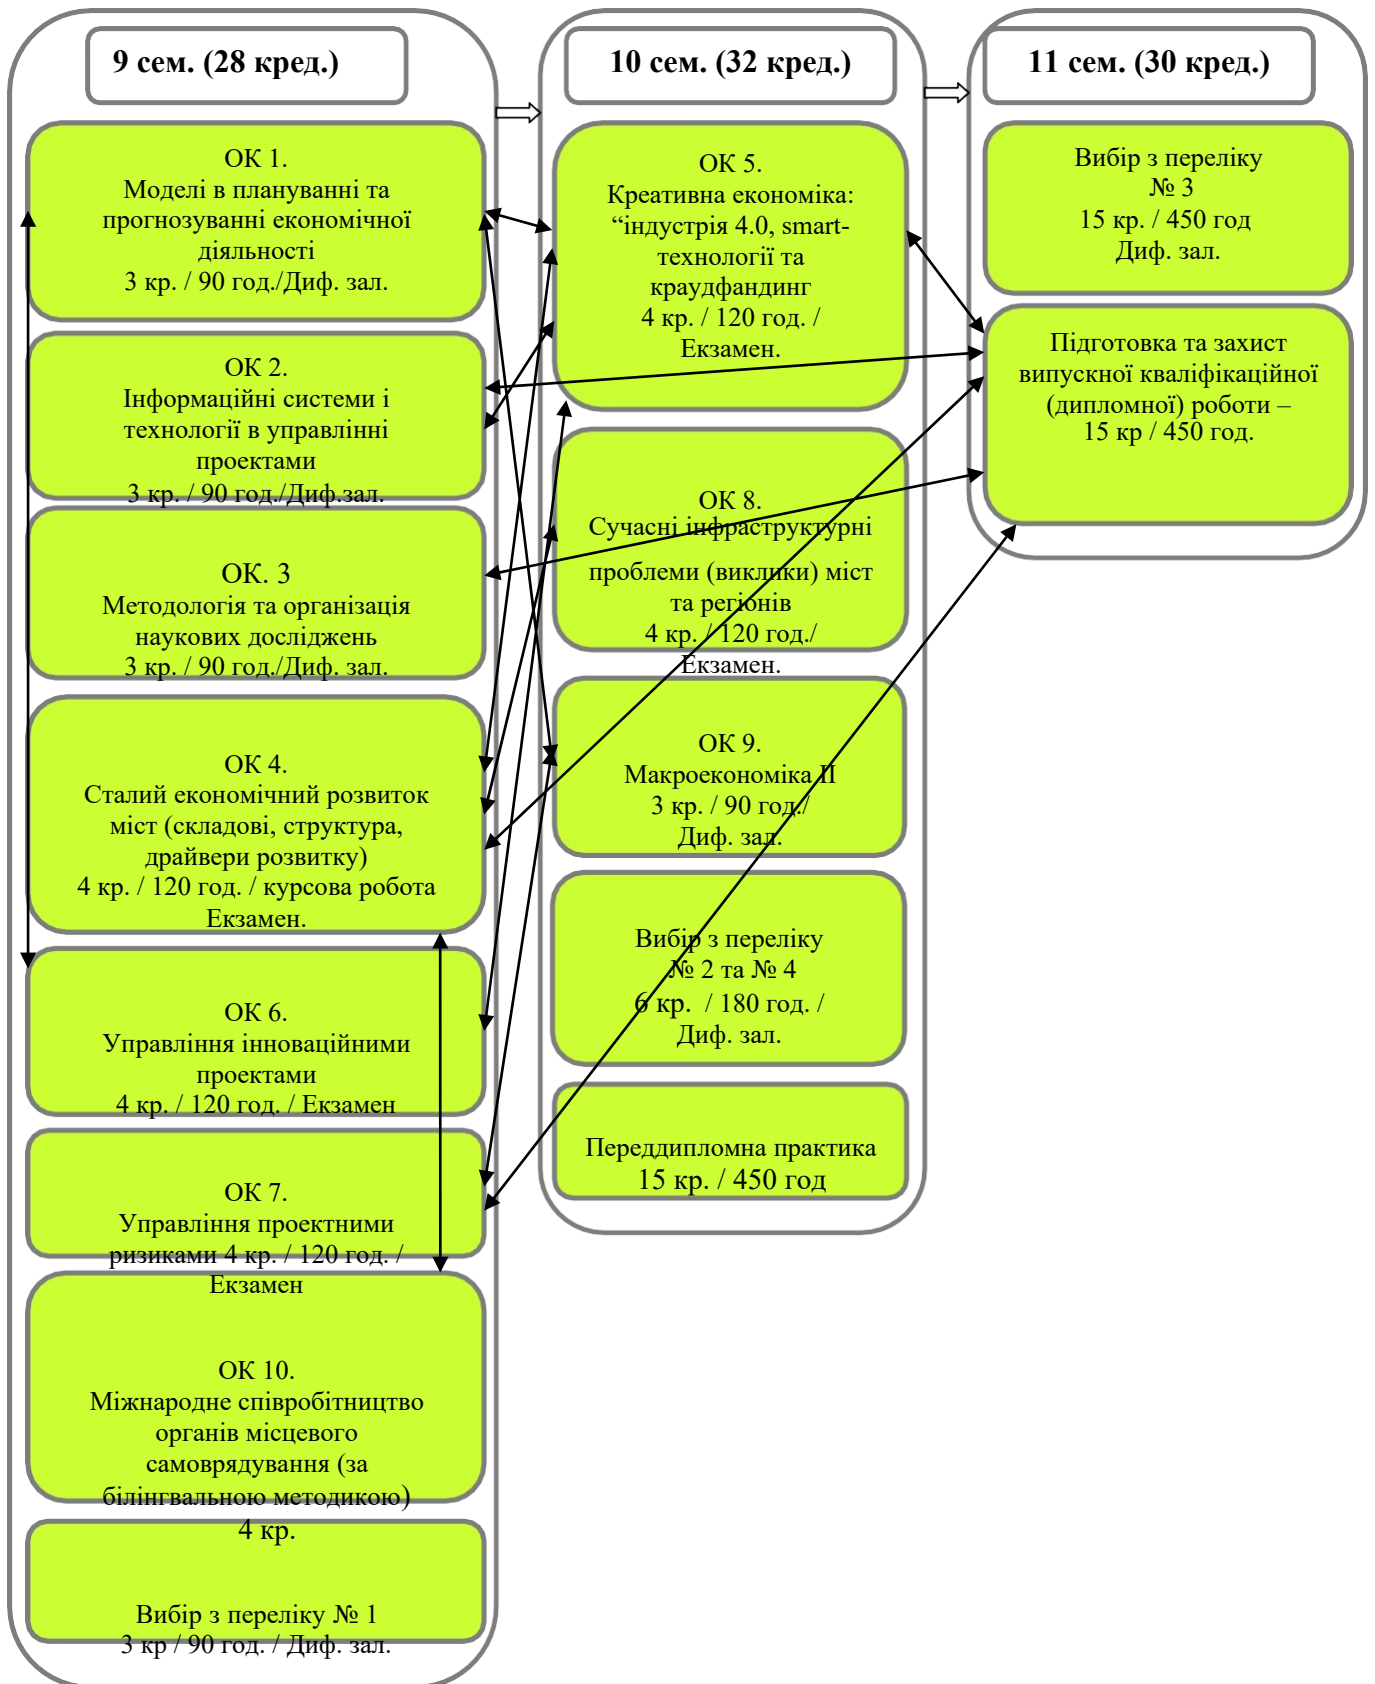 9 сем. (28 кред.)
ОК 1.
Моделі в плануванні та
прогнозуванні економічної
діяльності
3 кр. / 90 год./Диф. зал.
ОК 2.
Інформаційні системи і
технології в управлінні
проектами
3 кр. / 90 год./Диф.зал.
ОК. 3
Методологія та організація
наукових досліджень
3 кр. / 90 год./Диф. зал.
ОК 4.
Сталий економічний розвиток
міст (складові, структура,
драйвери розвитку)
4 кр. / 120 год. / курсова робота
Екзамен.
ОК 6.
Управління інноваційними
проектами
4 кр. / 120 год. / Екзамен
ОК 7.
Управління проектними
ризиками 4 кр. / 120 год. /
Екзамен
ОК 10.
Міжнародне співробітництво
органів місцевого
самоврядування (за
білінгвальною методикою)
4 кр.
Вибір з переліку № 1
3 кр / 90 год. / Диф. зал.
10 сем. (32 кред.)
ОК 5.
Креативна економіка:
“індустрія 4.0, smart-
технології та
краудфандинг
4 кр. / 120 год. /
Екзамен.
ОК 8.
Сучасні інфраструктурні
проблеми (виклики) міст
та регіонів
4 кр. / 120 год./
Екзамен.
ОК 9.
Макроекономіка ІІ
3 кр. / 90 год./
Диф. зал.
Вибір з переліку
№ 2 та № 4
6 кр. / 180 год. /
Диф. зал.
Переддипломна практика
15 кр. / 450 год
11 сем. (30 кред.)
Вибір з переліку
№ 3
15 кр. / 450 год
Диф. зал.
Підготовка та захист
випускної кваліфікаційної
(дипломної) роботи –
15 кр / 450 год.